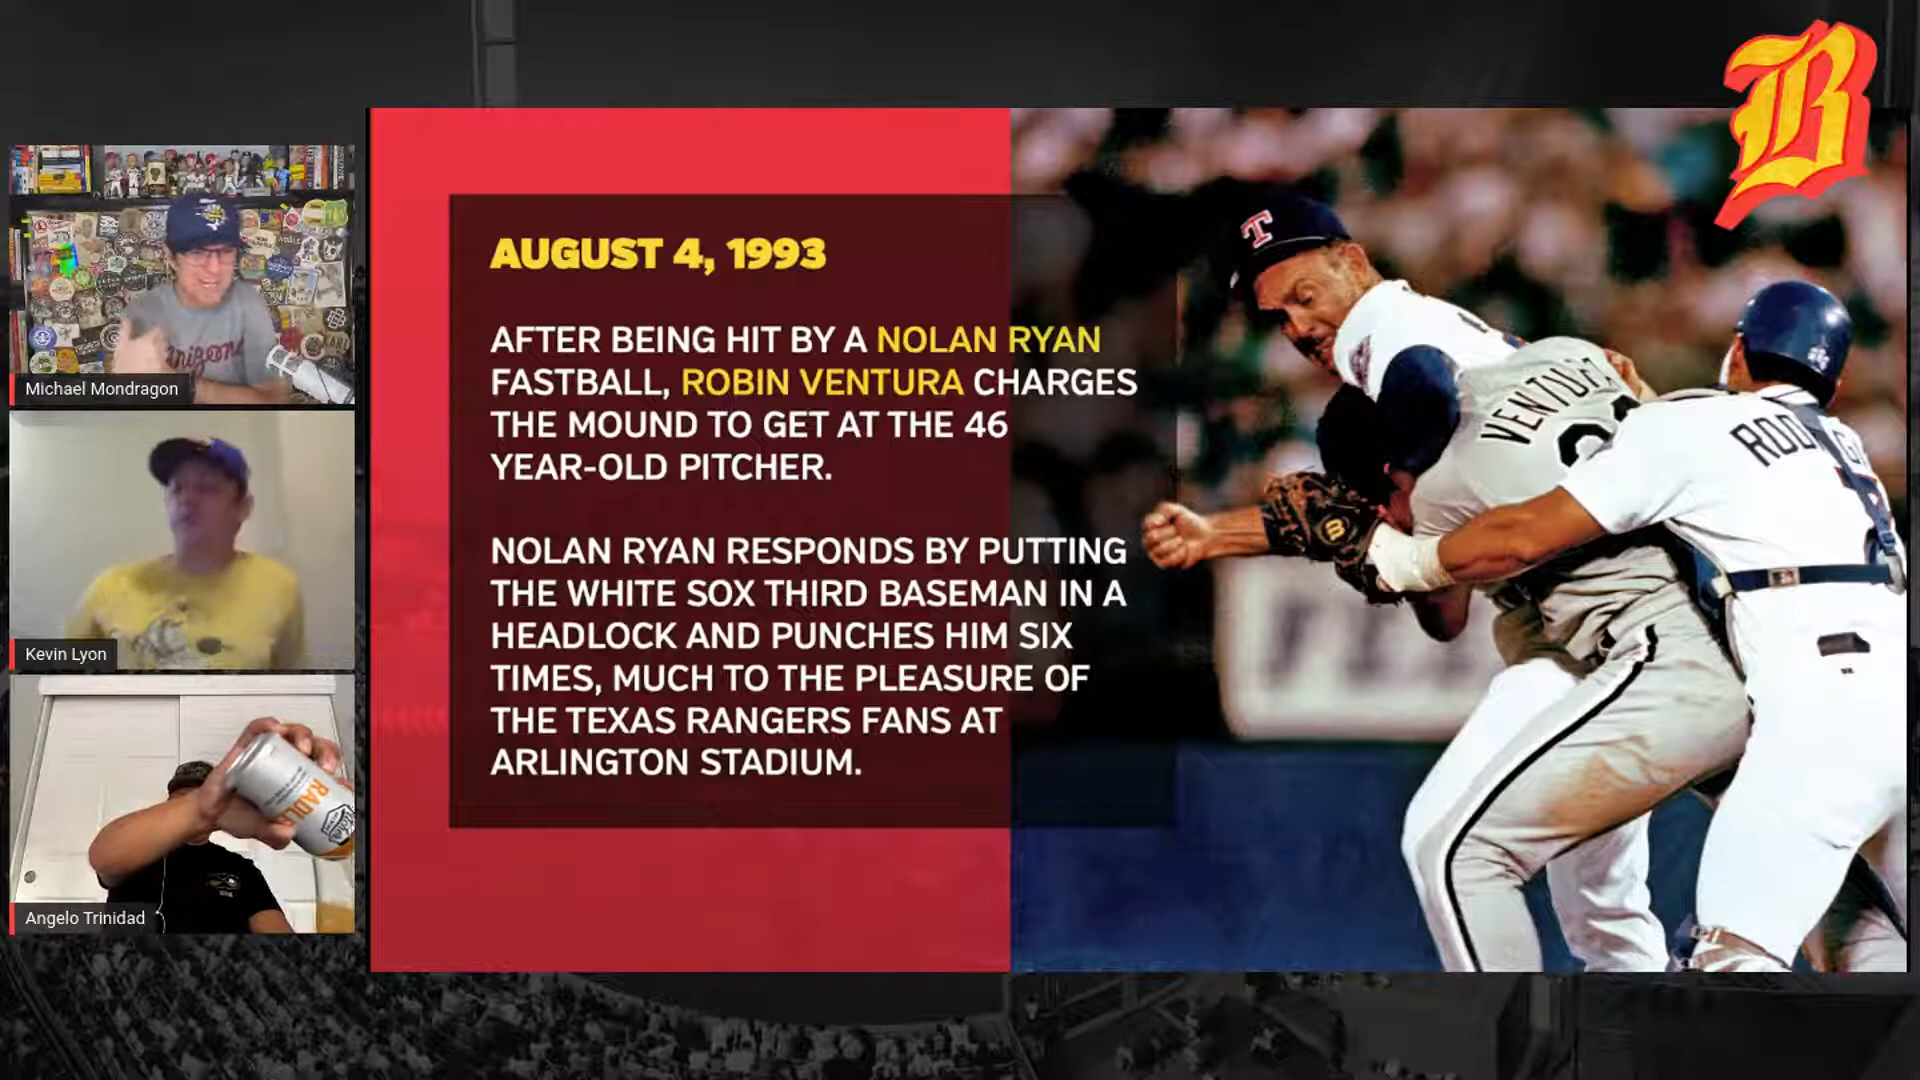 B
AUGUST 4, 1993
AFTER BEING HIT BY A NOLAN RYAN
FASTBALL, ROBIN VENTURA CHARGES
THE MOUND TO GET AT THE 46
YEAR-OLD PITCHER.
NOLAN RYAN RESPONDS BY PUTTING
THE WHITE SOX THIRD BASEMAN IN A
HEADLOCK AND PUNCHES HIM SIX
TIMES, MUCH TO THE PLEASURE OF
THE TEXAS RANGERS FANS AT
ARLINGTON STADIUM.
T
VENTURA
Arizona
Michael Mondragon
Kevin Lyon
Angelo Trinidad